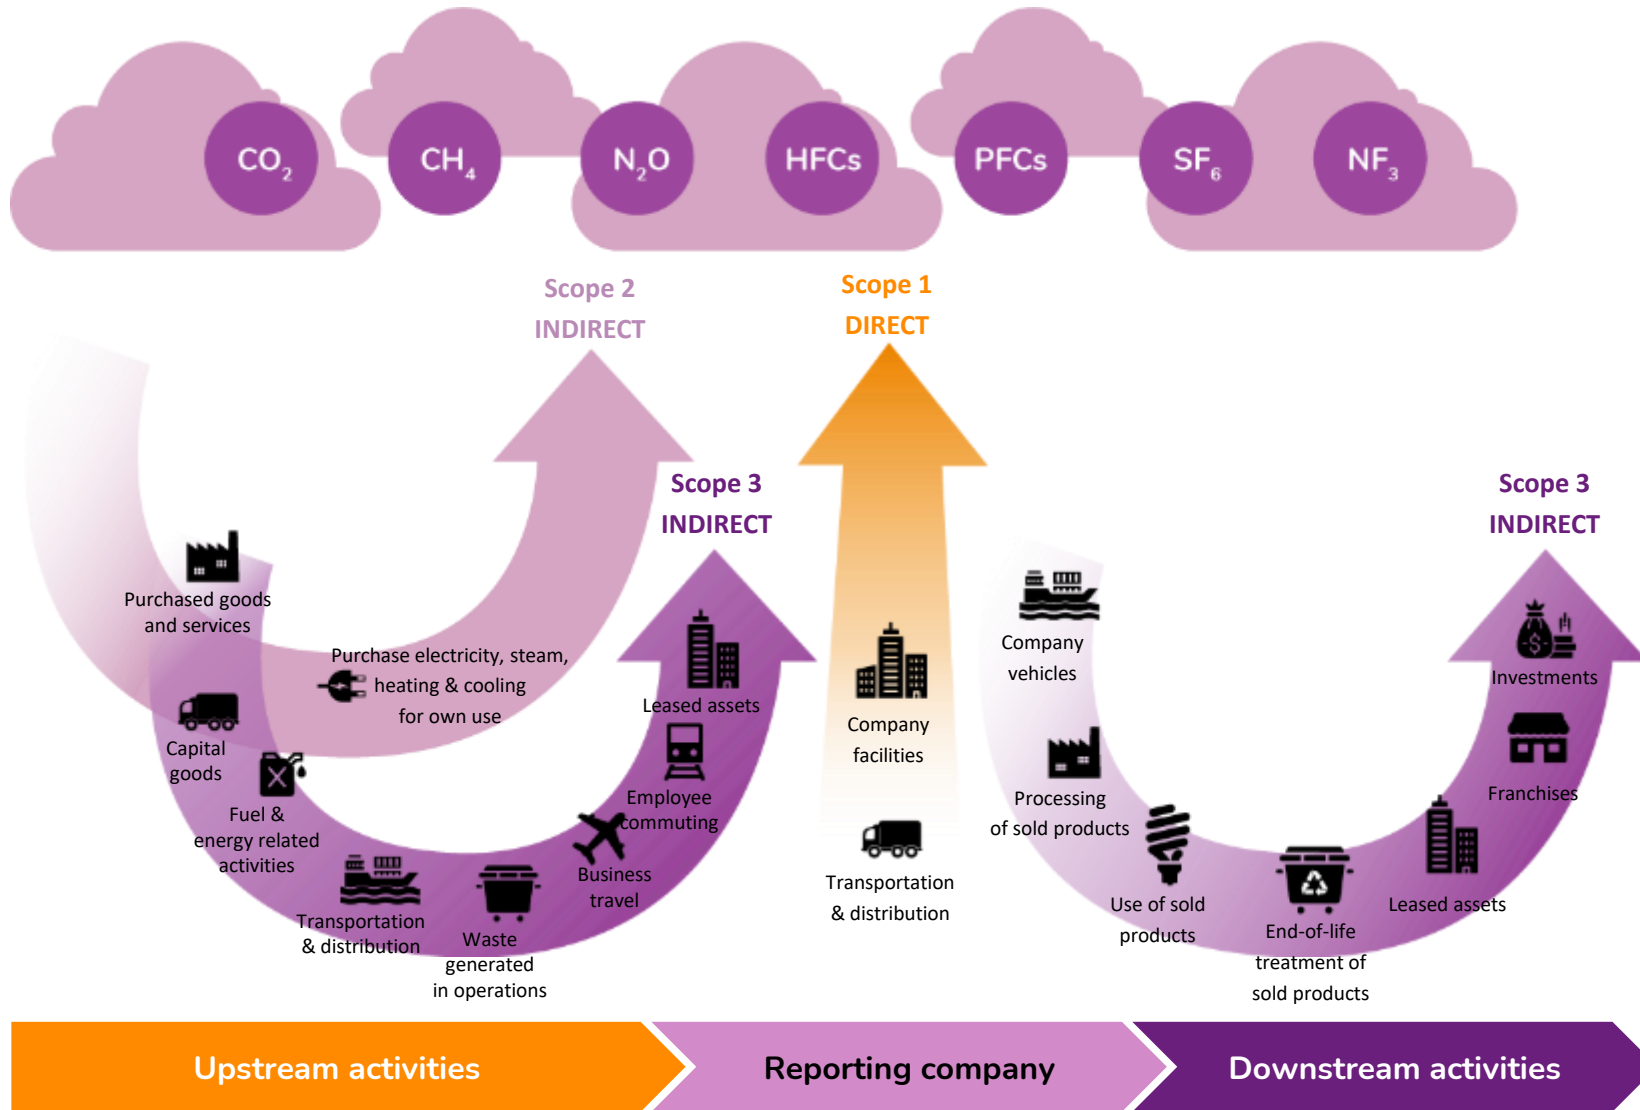 CO₂
CH₄
N₂O
HFCs
PFCs
SF₆
NF₃
Scope 2
INDIRECT
Scope 1
DIRECT
Scope 3
INDIRECT
Scope 3
INDIRECT
Purchased goods
and services
Purchase electricity, steam,
heating & cooling
for own use
Capital
goods
Fuel &
energy related
activities
Transportation
& distribution
Waste
generated
in operations
Business
travel
Employee
commuting
Leased assets
Company
facilities
Transportation
& distribution
Company
vehicles
Processing
of sold products
Use of sold
products
End-of-life
treatment of
sold products
Leased assets
Franchises
Investments
Upstream activities
Reporting company
Downstream activities